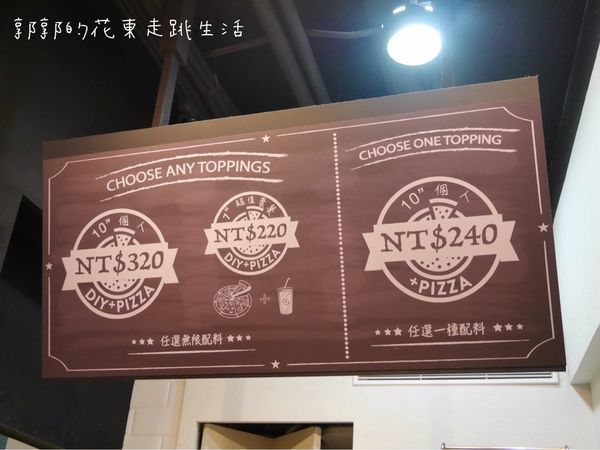 郭郭的花東走跳生活
CHOOSE ANY TOPPINGS
10" 個人
NT$320
DIY+PIZZA
7" 超值套餐
NT$220
DIY+PIZZA
+
★★★ 任選無限配料 ★★★
CHOOSE ONE TOPPING
10" 個人
NT$240
+PIZZA
★★★ 任選一種配料 ★★★